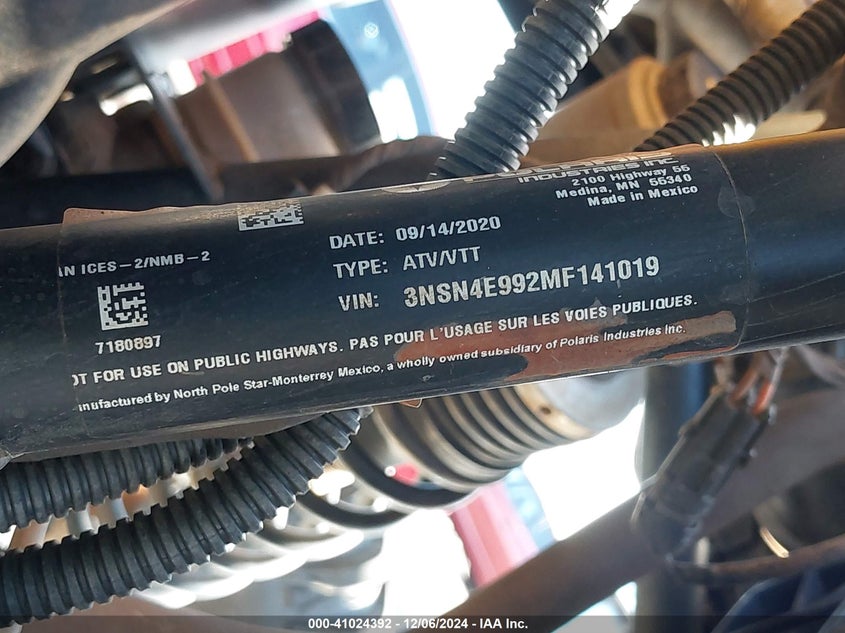 INDUSTRIES INC
2100 Highway 55
Medina, MN 55340
Made in Mexico
DATE: 09/14/2020
TYPE: ATV/VTT
VIN: 3NSN4E992MF141019
N ICES-2/NMB-2
7180897
OT FOR USE ON PUBLIC HIGHWAYS. PAS POUR L'USAGE SUR LES VOIES PUBLIQUES.
nufactured by North Pole Star-Monterrey Mexico, a wholly owned subsidiary of Polaris Industries Inc.
000-41024392 - 12/06/2024 - IAA Inc.